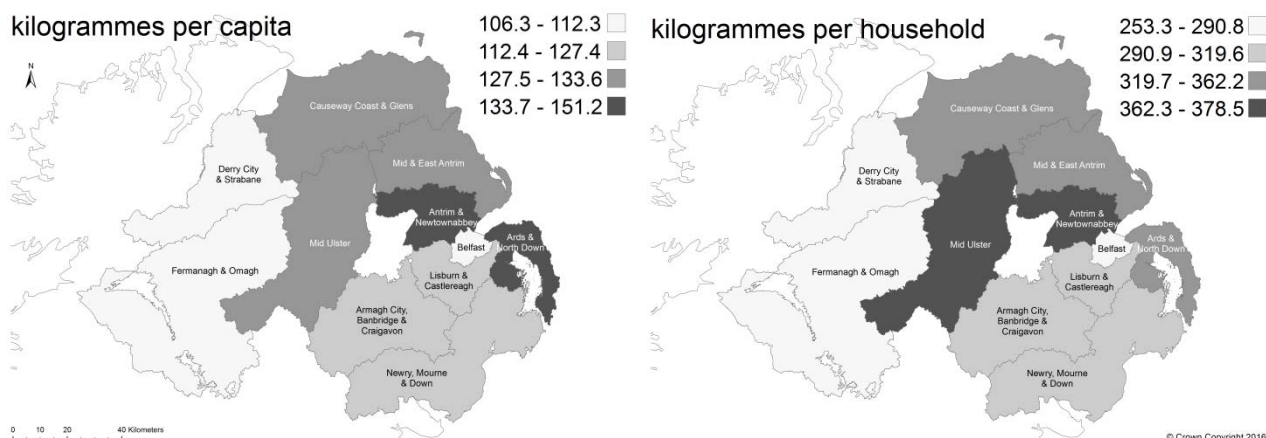 kilogrammes per capita
106.3 - 112.3
112.4 - 127.4
127.5 - 133.6
133.7 - 151.2
N
Causeway Coast & Glens
Derry City
& Strabane
Mid & East Antrim
Antrim &
Newtownabbey
Mid Ulster
Belfast
Ards &
North Down
Fermanagh & Omagh
Lisburn &
Castlereagh
Armagh City,
Banbridge &
Craigavon
Newry, Mourne
& Down
0 10 20 40 Kilometers
kilogrammes per household
253.3 - 290.8
290.9 - 319.6
319.7 - 362.2
362.3 - 378.5
Causeway Coast & Glens
Derry City
& Strabane
Mid & East Antrim
Antrim &
Newtownabbey
Mid Ulster
Belfast
Ards &
North Down
Fermanagh & Omagh
Lisburn &
Castlereagh
Armagh City,
Banbridge &
Craigavon
Newry, Mourne
& Down
© Crown Copyright 2016